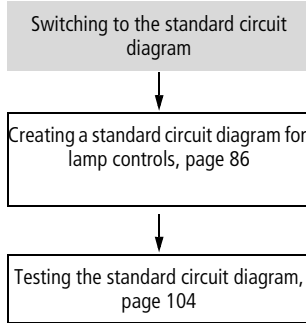 Switching to the standard circuit
diagram
Creating a standard circuit diagram for
lamp controls, page 86
Testing the standard circuit diagram,
page 104